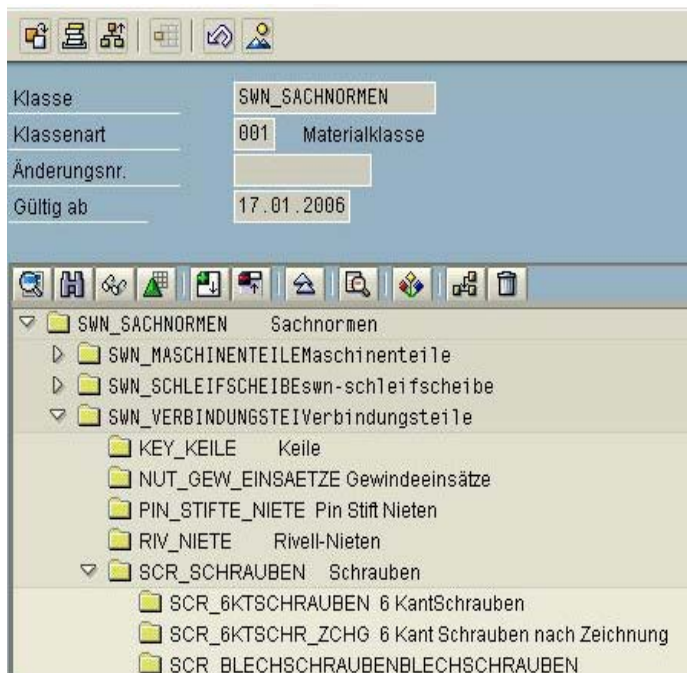 Klasse SWN_SACHNORMEN
Klassenart 001 Materialklasse
Änderungsnr.
Gültig ab 17.01.2006
SWN_SACHNORMEN Sachnormen
SWN_MASCHINENTEILEMaschinenteile
SWN_SCHLEIFSCHEIBEswn-schleifscheibe
SWN_VERBINDUNGSTEIVerbindungsteile
KEY_KEILE Keile
NUT_GEW_EINSAETZE Gewindeeinsätze
PIN_STIFTE_NIETE Pin Stift Nieten
RIV_NIETE Rivell-Nieten
SCR_SCHRAUBEN Schrauben
SCR_6KTSCHRAUBEN 6 KantSchrauben
SCR_6KTSCHR_ZCHG 6 Kant Schrauben nach Zeichnung
SCR_BLECHSCHRAUBENBLECHSCHRAUBEN